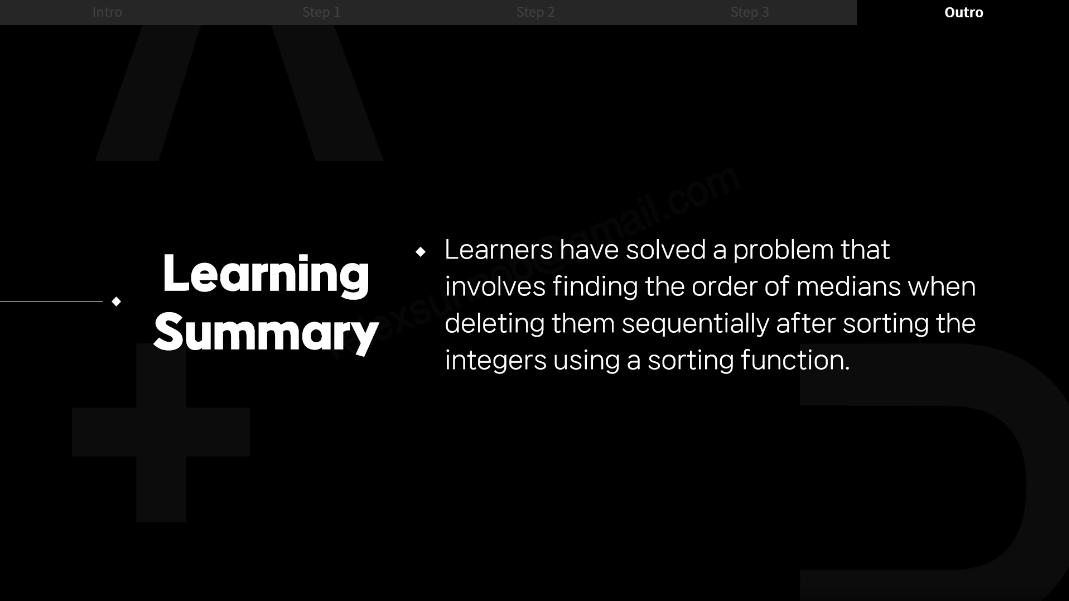 Intro Step 1 Step 2 Step 3 Outro
Learning
Summary
Learners have solved a problem that
involves finding the order of medians when
deleting them sequentially after sorting the
integers using a sorting function.